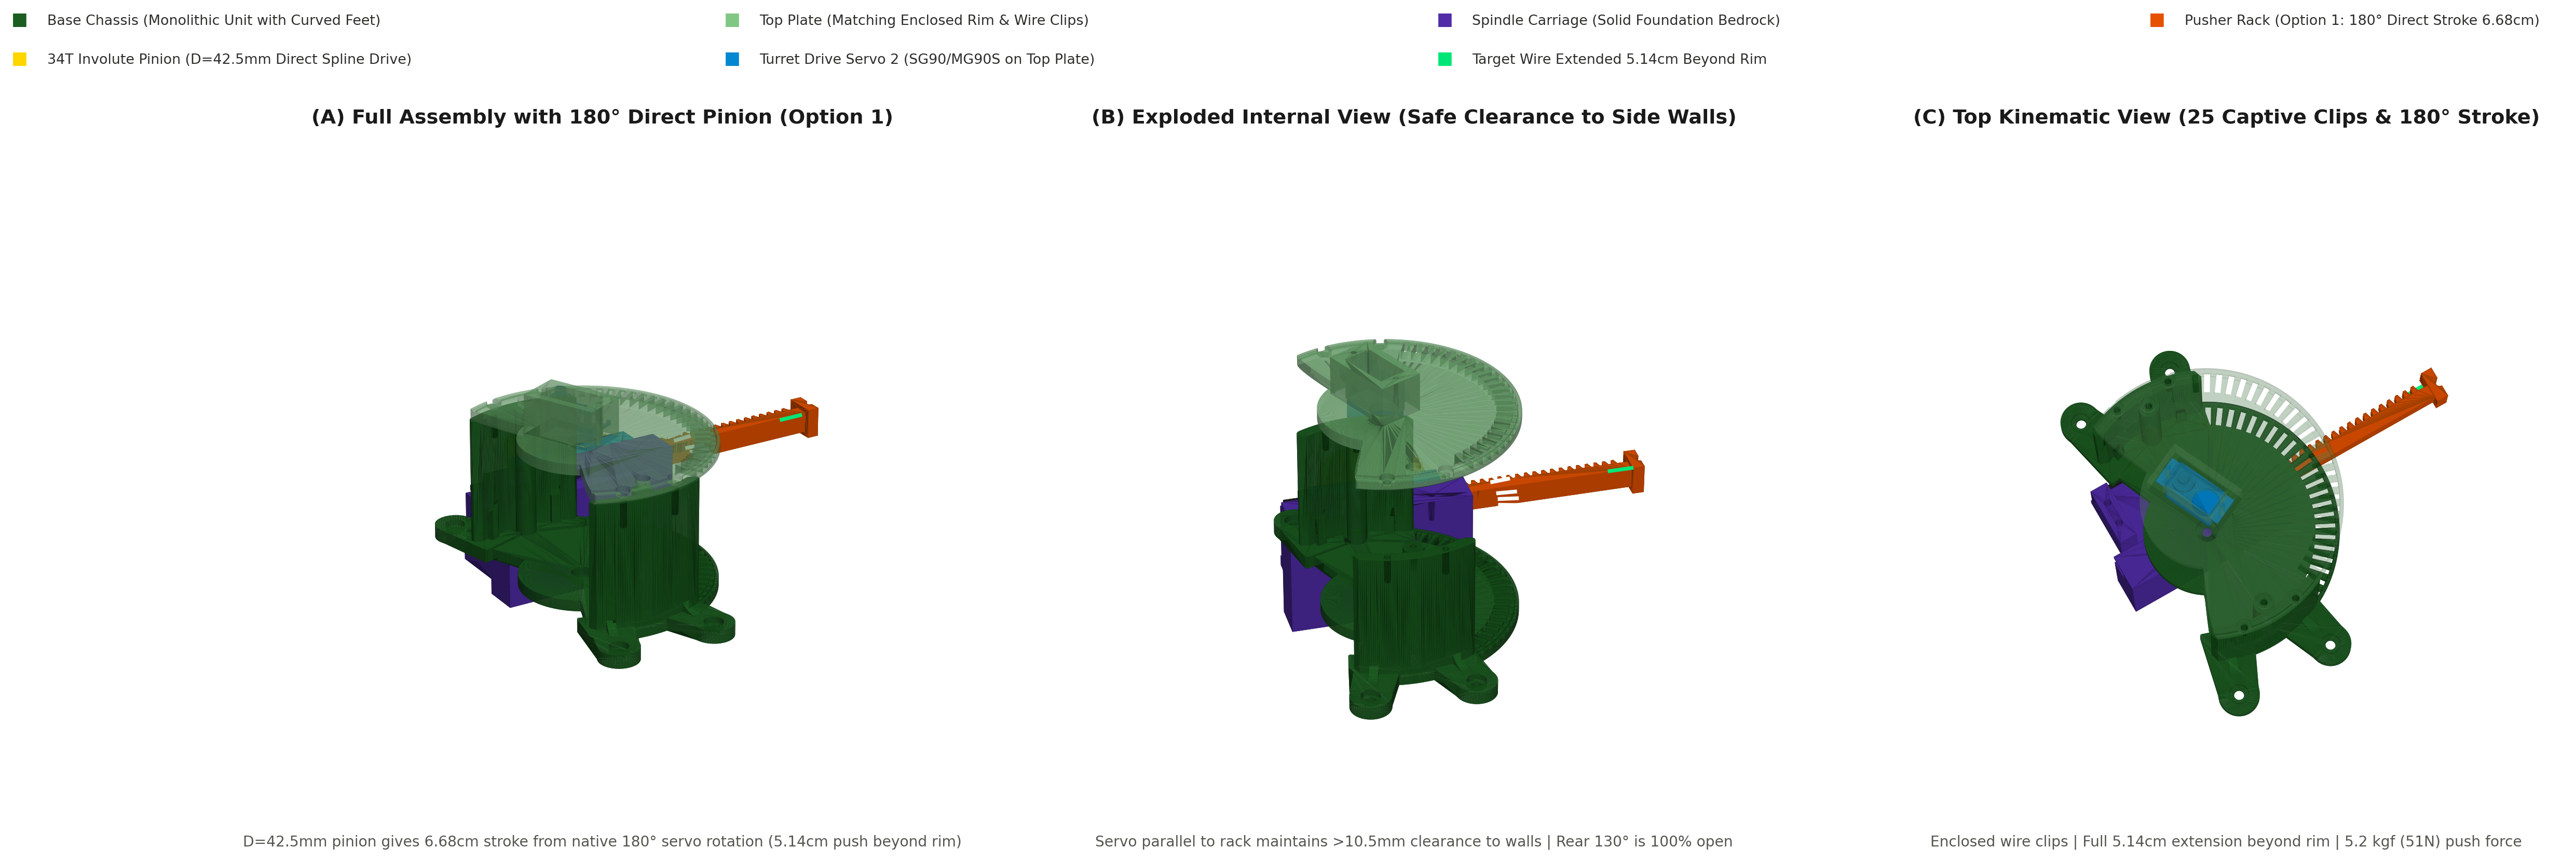 Base Chassis (Monolithic Unit with Curved Feet)
Top Plate (Matching Enclosed Rim & Wire Clips)
Spindle Carriage (Solid Foundation Bedrock)
Pusher Rack (Option 1: 180° Direct Stroke 6.68cm)
34T Involute Pinion (D=42.5mm Direct Spline Drive)
Turret Drive Servo 2 (SG90/MG90S on Top Plate)
Target Wire Extended 5.14cm Beyond Rim
(A) Full Assembly with 180° Direct Pinion (Option 1)
(B) Exploded Internal View (Safe Clearance to Side Walls)
(C) Top Kinematic View (25 Captive Clips & 180° Stroke)
D=42.5mm pinion gives 6.68cm stroke from native 180° servo rotation (5.14cm push beyond rim)
Servo parallel to rack maintains >10.5mm clearance to walls | Rear 130° is 100% open
Enclosed wire clips | Full 5.14cm extension beyond rim | 5.2 kgf (51N) push force